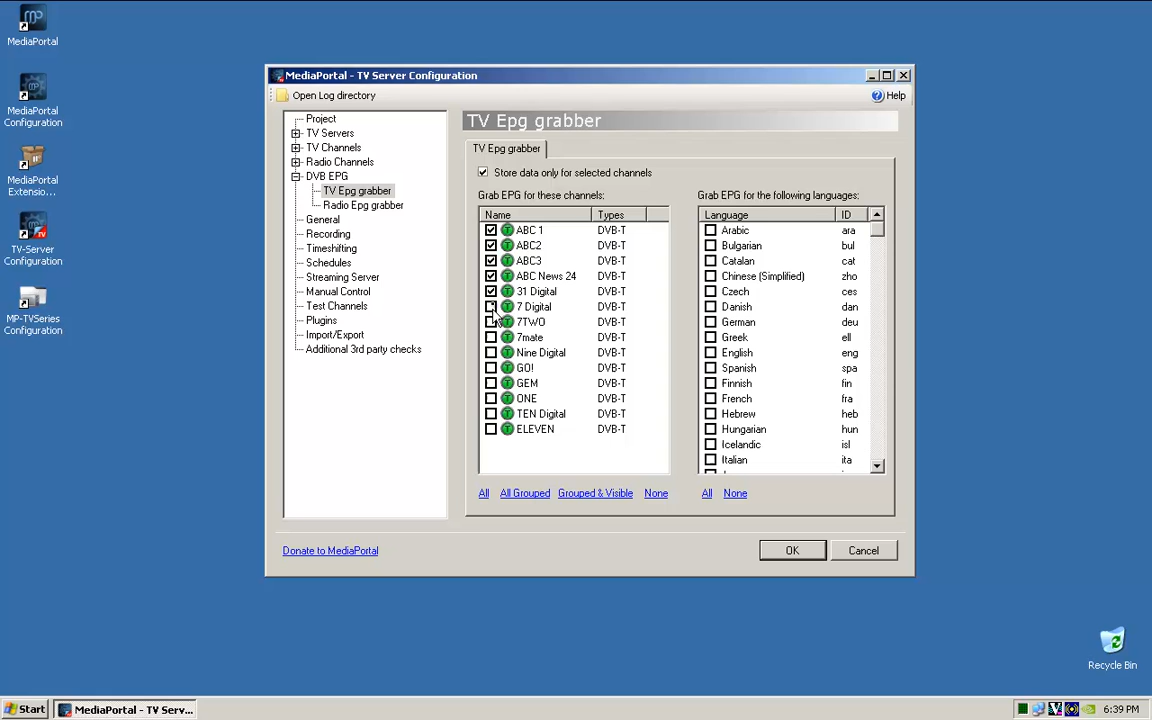 MediaPortal
MediaPortal
Configuration
MediaPortal
Extensio...
TV-Server
Configuration
MP-TVSeries
Configuration
MediaPortal - TV Server Configuration
Open Log directory
Help
Project
TV Servers
TV Channels
Radio Channels
DVB EPG
TV Epg grabber
Radio Epg grabber
General
Recording
Timeshifting
Schedules
Streaming Server
Manual Control
Test Channels
Plugins
Import/Export
Additional 3rd party checks
TV Epg grabber
TV Epg grabber
Store data only for selected channels
Grab EPG for these channels:
Name Types
ABC 1 DVB-T
ABC2 DVB-T
ABC3 DVB-T
ABC News 24 DVB-T
31 Digital DVB-T
7 Digital DVB-T
7TWO DVB-T
7mate DVB-T
Nine Digital DVB-T
GO! DVB-T
GEM DVB-T
ONE DVB-T
TEN Digital DVB-T
ELEVEN DVB-T
All All Grouped Grouped & Visible None
Grab EPG for the following languages:
Language ID
Arabic ara
Bulgarian bul
Catalan cat
Chinese (Simplified) zho
Czech ces
Danish dan
German deu
Greek ell
English eng
Spanish spa
Finnish fin
French fra
Hebrew heb
Hungarian hun
Icelandic isl
Italian ita
All None
Donate to MediaPortal
OK Cancel
Recycle Bin
Start MediaPortal - TV Serv... 6:39 PM